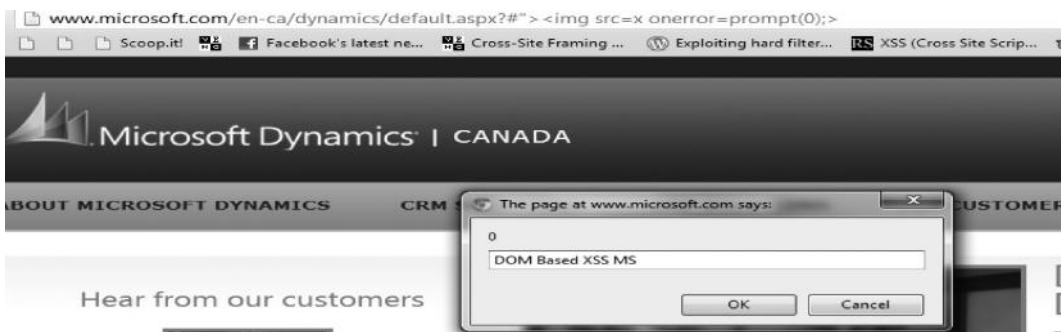 www.microsoft.com/en-ca/dynamics/default.aspx?#"><img src=x onerror=prompt(0);>
Scoop.it! Facebook's latest ne... Cross-Site Framing ... Exploiting hard filter... RS XSS (Cross Site Scrip...
Microsoft Dynamics | CANADA
ABOUT MICROSOFT DYNAMICS CRM CUSTOMER
The page at www.microsoft.com says:
0
DOM Based XSS MS
OK Cancel
Hear from our customers